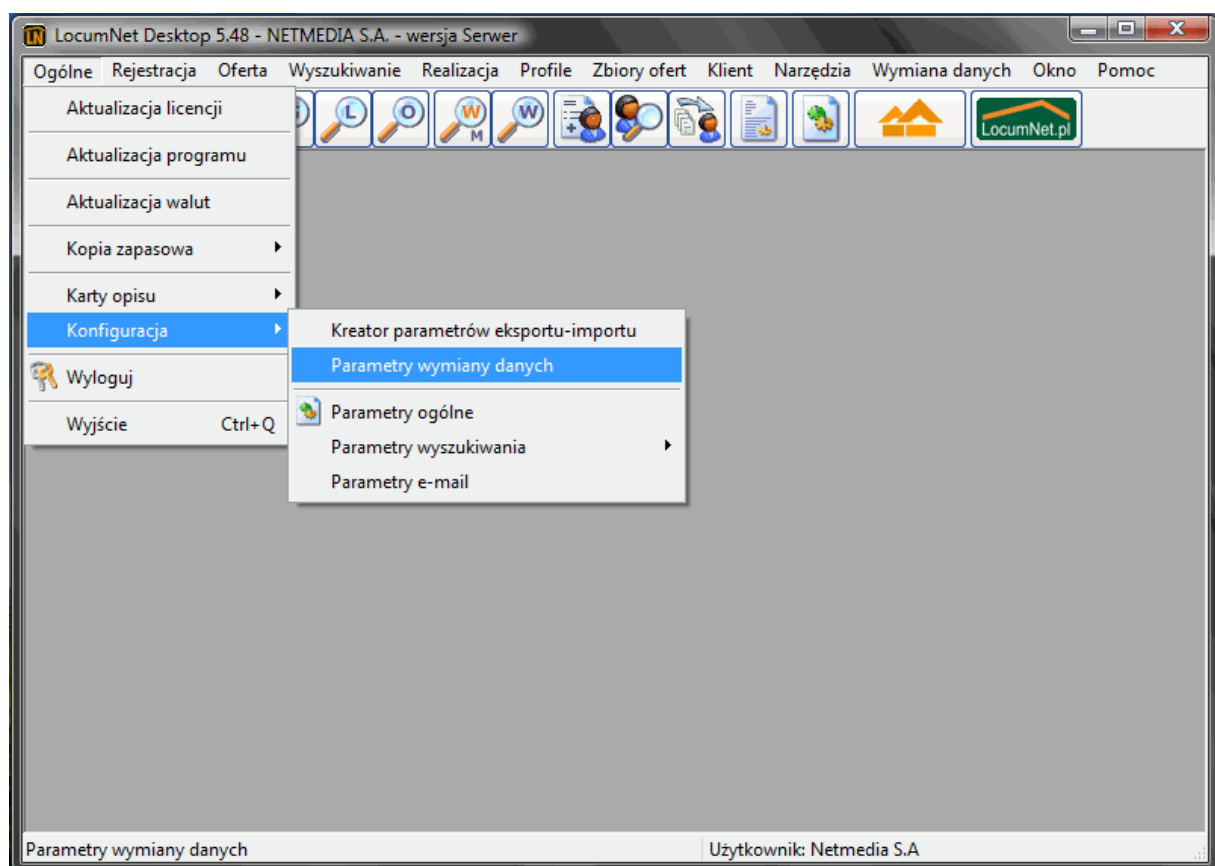 LocumNet Desktop 5.48 - NETMEDIA S.A. - wersja Serwer
Ogólne Rejestracja Oferta Wyszukiwanie Realizacja Profile Zbiory ofert Klient Narzędzia Wymiana danych Okno Pomoc
L O W M W LocumNet.pl
Aktualizacja licencji
Aktualizacja programu
Aktualizacja walut
Kopia zapasowa
Karty opisu
Konfiguracja
Wyloguj
Wyjście Ctrl+Q
Kreator parametrów eksportu-importu
Parametry wymiany danych
Parametry ogólne
Parametry wyszukiwania
Parametry e-mail
Parametry wymiany danych Użytkownik: Netmedia S.A